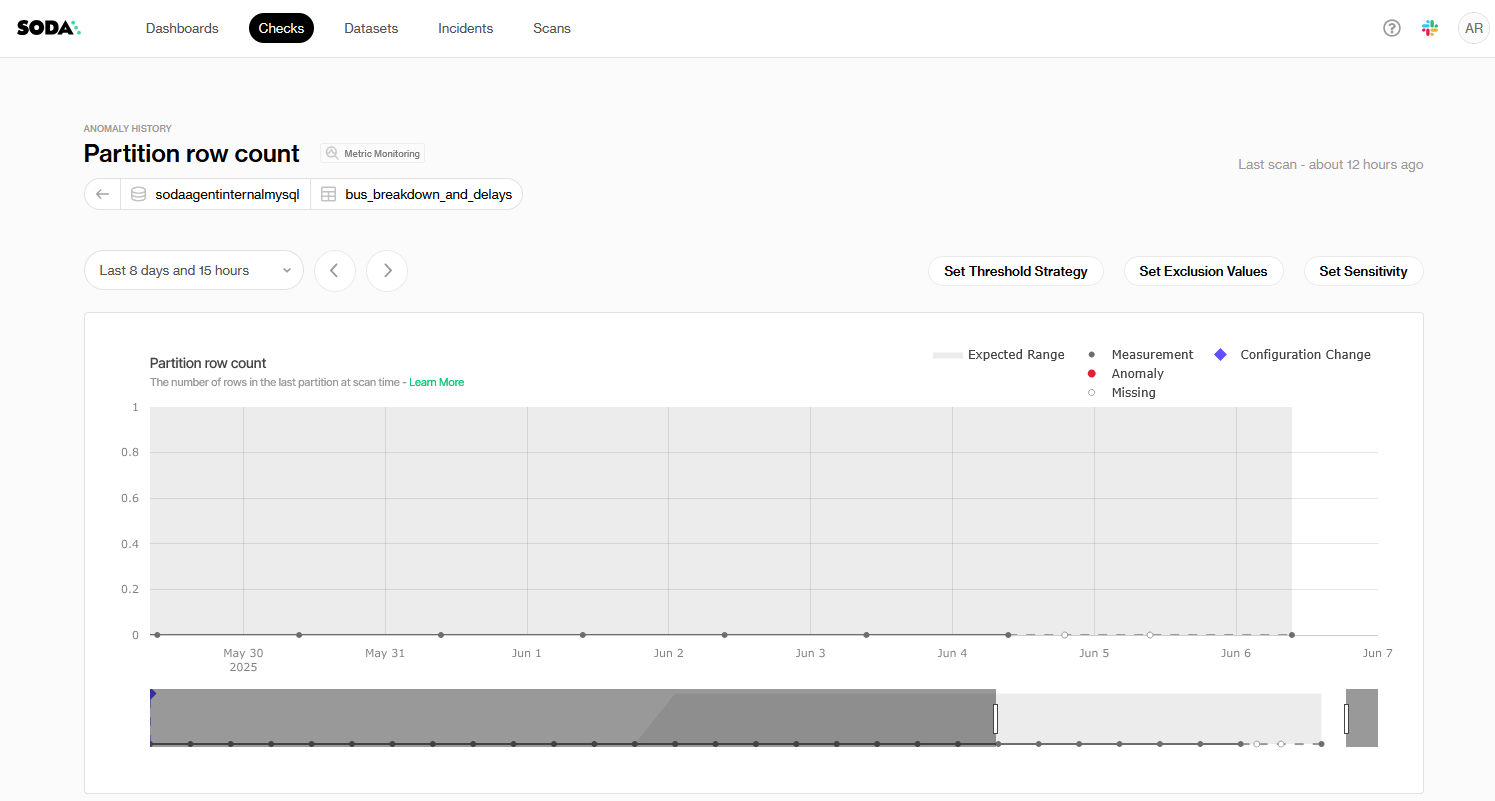 SODA
Dashboards
Checks
Datasets
Incidents
Scans
AR
ANOMALY HISTORY
Partition row count
Metric Monitoring
Last scan - about 12 hours ago
sodaagentinternalmysql
bus_breakdown_and_delays
Last 8 days and 15 hours
Set Threshold Strategy
Set Exclusion Values
Set Sensitivity
Partition row count
The number of rows in the last partition at scan time - Learn More
Expected Range
Measurement
Configuration Change
Anomaly
Missing
1
0.8
0.6
0.4
0.2
0
May 30
2025
May 31
Jun 1
Jun 2
Jun 3
Jun 4
Jun 5
Jun 6
Jun 7